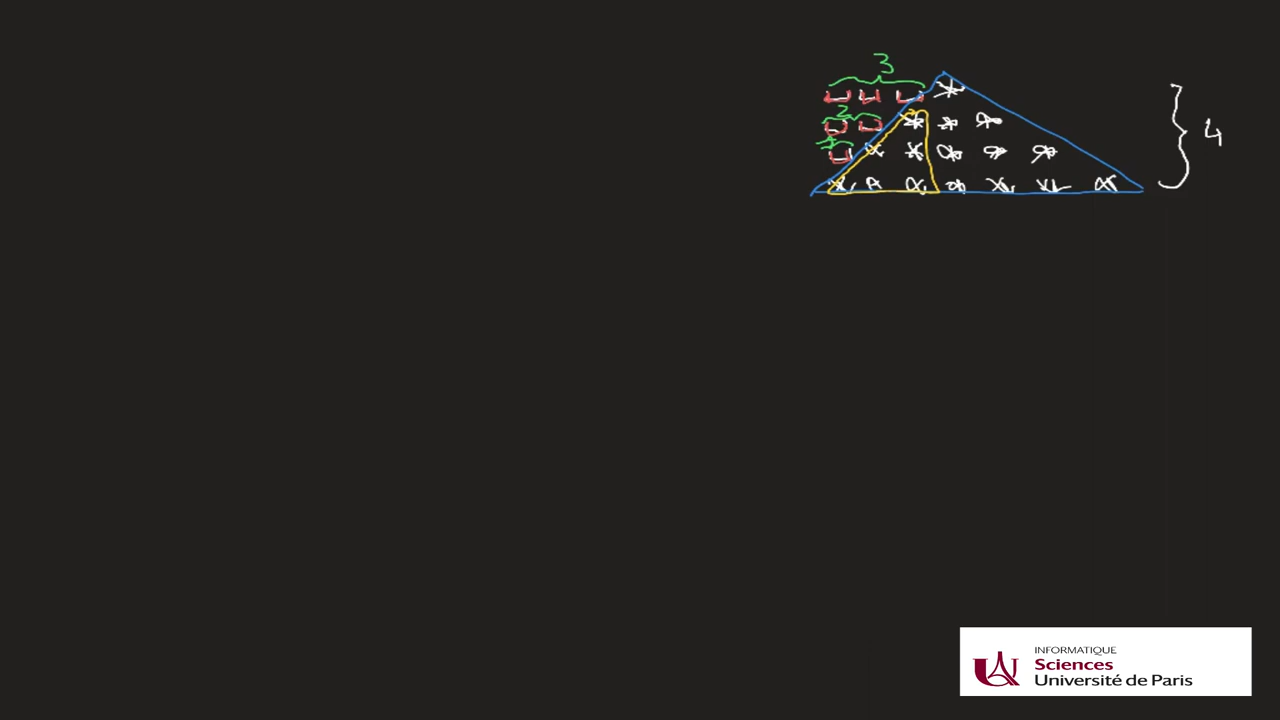 3
␣ ␣ ␣ *
2
␣ ␣ * * *
1
␣ * * * * *
* * * * * * *
4
INFORMATIQUE
Sciences
Université de Paris